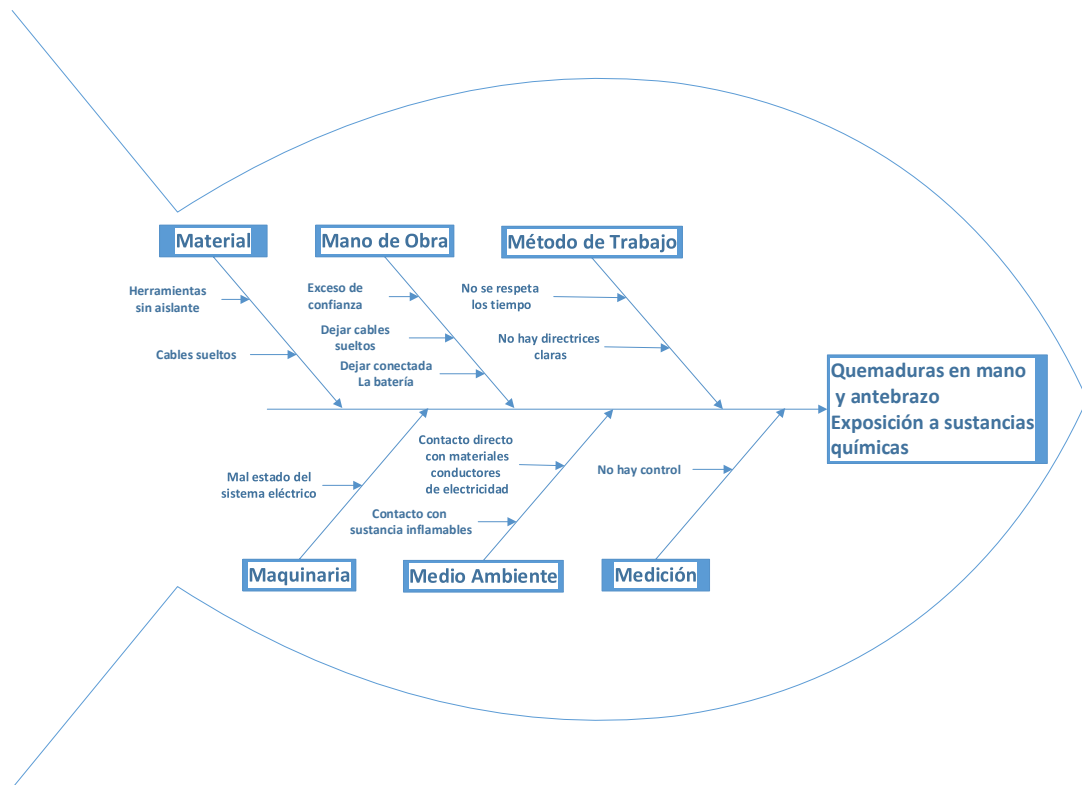 Material
Mano de Obra
Método de Trabajo
Herramientas
sin aislante
Cables sueltos
Exceso de
confianza
Dejar cables
sueltos
Dejar conectada
La batería
No se respeta
los tiempo
No hay directrices
claras
Quemaduras en mano
y antebrazo
Exposición a sustancias
químicas
Mal estado del
sistema eléctrico
Contacto directo
con materiales
conductores
de electricidad
Contacto con
sustancia inflamables
No hay control
Maquinaria
Medio Ambiente
Medición